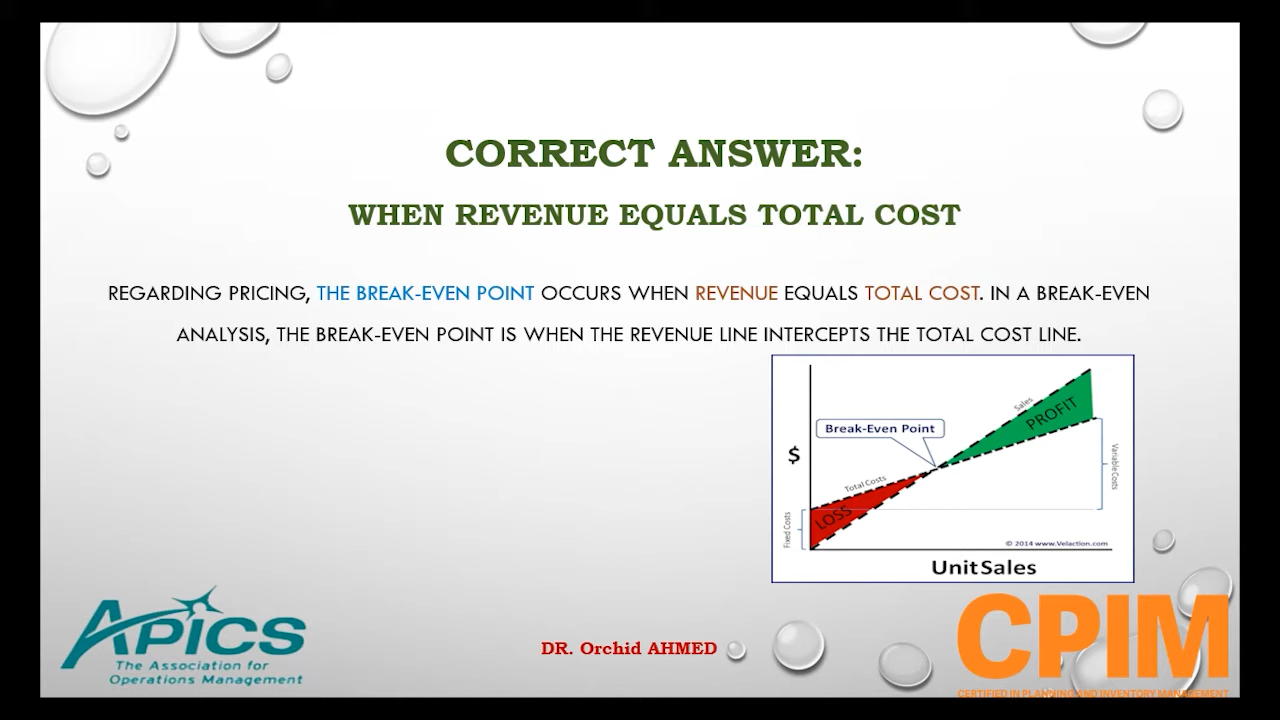 CORRECT ANSWER:
WHEN REVENUE EQUALS TOTAL COST
REGARDING PRICING, THE BREAK-EVEN POINT OCCURS WHEN REVENUE EQUALS TOTAL COST. IN A BREAK-EVEN
ANALYSIS, THE BREAK-EVEN POINT IS WHEN THE REVENUE LINE INTERCEPTS THE TOTAL COST LINE.
Sales
PROFIT
Break-Even Point
$
Variable Costs
Total Costs
LOSS
Fixed Costs
© 2014 www.Velaction.com
Unit Sales
APICS
The Association for
Operations Management
DR. Orchid AHMED
CPIM
CERTIFIED IN PLANNING AND INVENTORY MANAGEMENT